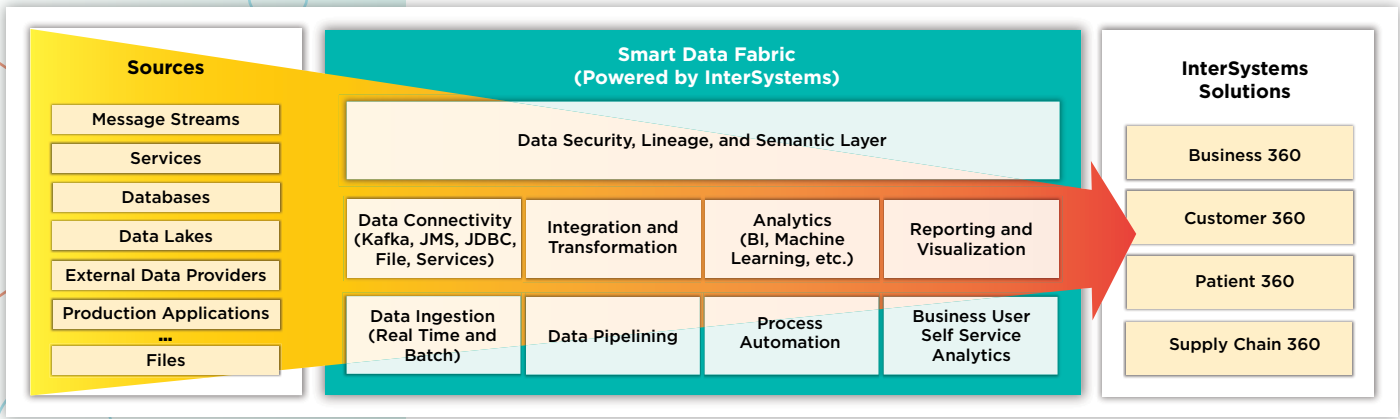 Sources
Message Streams
Services
Databases
Data Lakes
External Data Providers
Production Applications
...
Files
Smart Data Fabric
(Powered by InterSystems)
Data Security, Lineage, and Semantic Layer
Data Connectivity
(Kafka, JMS, JDBC,
File, Services)
Integration and
Transformation
Analytics
(BI, Machine
Learning, etc.)
Reporting and
Visualization
Data Ingestion
(Real Time and
Batch)
Data Pipelining
Process
Automation
Business User
Self Service
Analytics
InterSystems
Solutions
Business 360
Customer 360
Patient 360
Supply Chain 360